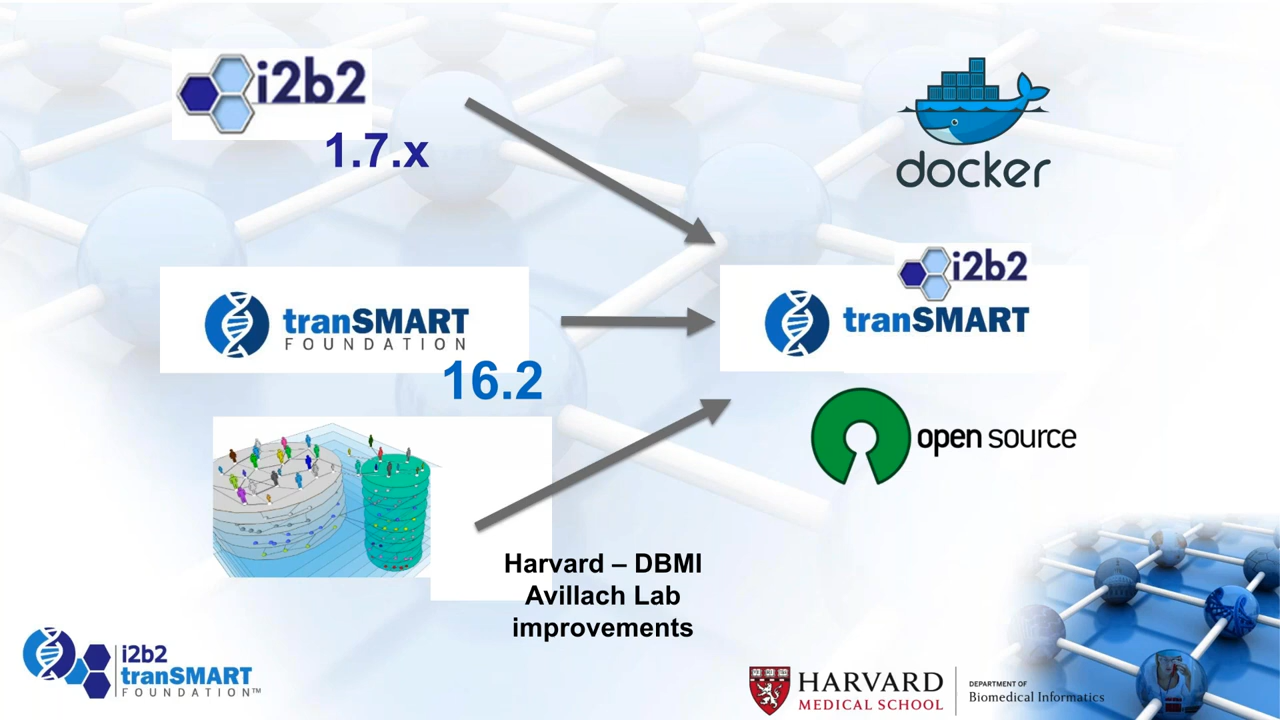 i2b2
1.7.x
docker
tranSMART
FOUNDATION
16.2
i2b2
tranSMART
open source
Harvard – DBMI
Avillach Lab
improvements
i2b2
tranSMART
FOUNDATION™
HARVARD
MEDICAL SCHOOL
DEPARTMENT OF
Biomedical Informatics